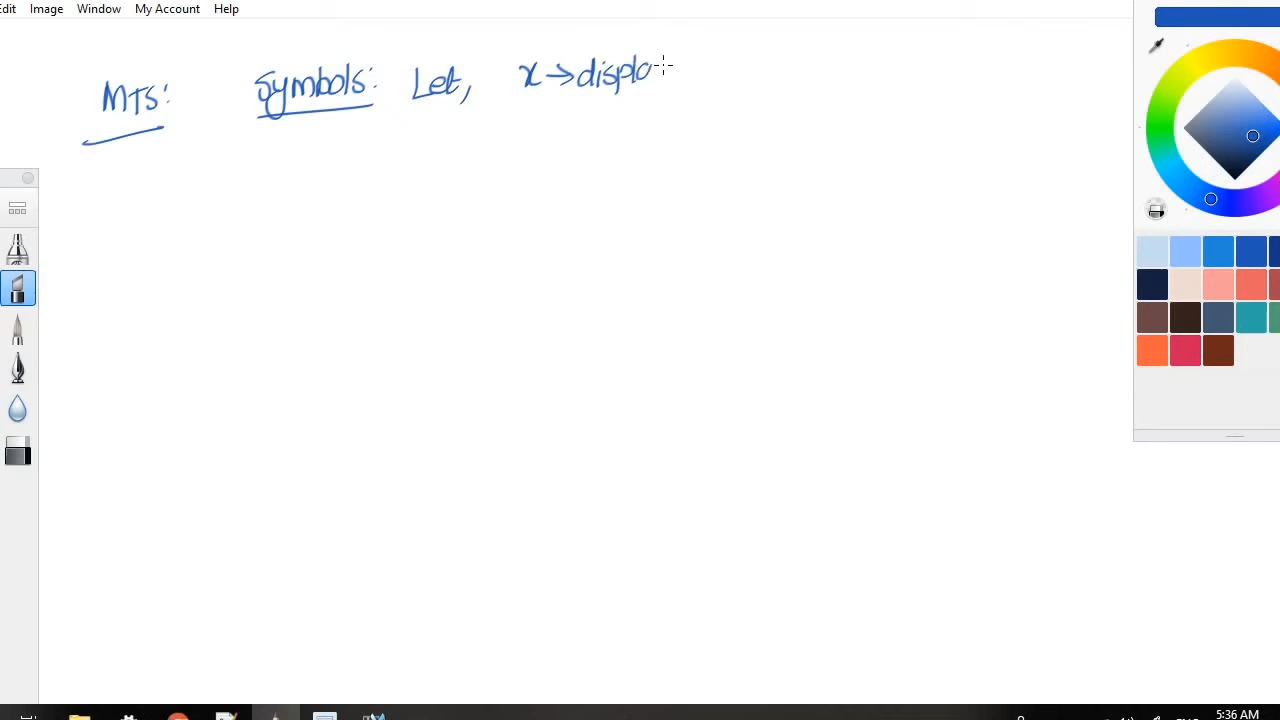 Edit Image Window My Account Help
MTS: Symbols: Let, x → displa
5:36 AM